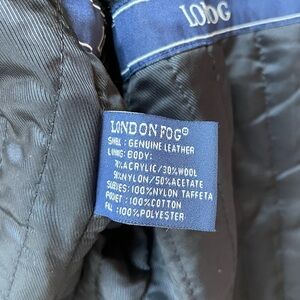 LONDON FOG®
SHELL: GENUINE LEATHER
LINING: BODY:
70%ACRYLIC/30%WOOL
50%NYLON/50%ACETATE
SLEEVES: 100%NYLON TAFFETA
POCKET: 100%COTTON
FILL: 100%POLYESTER